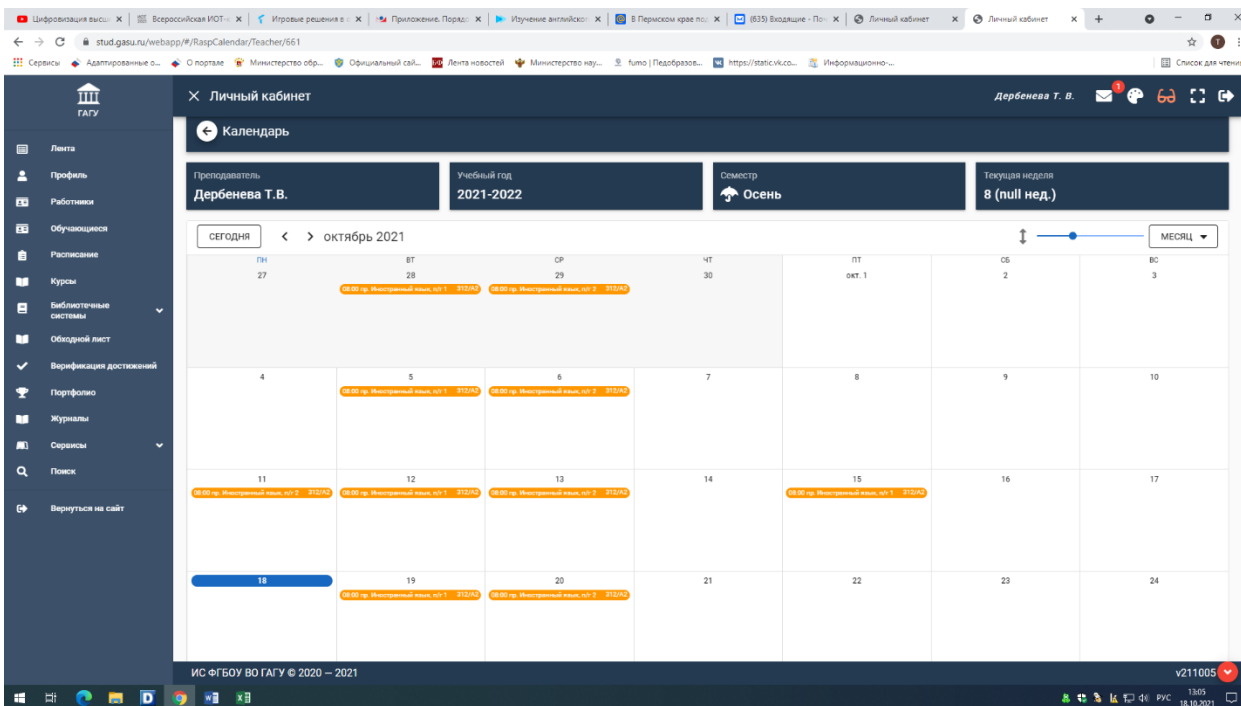 Цифровизация высш
Всероссийская ИОТ-
Игровые решения в
Приложение. Поряд
Изучение английског
В Пермском крае по
(635) Входящие - По
Личный кабинет
Личный кабинет
stud.gasu.ru/webapp/#/RaspCalendar/Teacher/661
Сервисы
Адаптированные о...
О портале
Министерство обр...
Официальный сай...
Лента новостей
Министерство нау...
fumo | Педобразов...
https://static.vk.co...
Информационно-...
Список для чтения
ГАГУ
Личный кабинет
Дербенева Т. В.
1
Календарь
Лента
Профиль
Работники
Обучающиеся
Расписание
Курсы
Библиотечные
системы
Обходной лист
Верификация достижений
Портфолио
Журналы
Сервисы
Поиск
Вернуться на сайт
Преподаватель
Дербенева Т.В.
Учебный год
2021-2022
Семестр
Осень
Текущая неделя
8 (null нед.)
СЕГОДНЯ
октябрь 2021
МЕСЯЦ
ПН ВТ СР ЧТ ПТ СБ ВС
27 28 29 30 окт. 1 2 3
08:00 пр. Иностранный язык, п/г 1 312/А2
08:00 пр. Иностранный язык, п/г 2 312/А2
4 5 6 7 8 9 10
08:00 пр. Иностранный язык, п/г 1 312/А2
08:00 пр. Иностранный язык, п/г 2 312/А2
11 12 13 14 15 16 17
08:00 пр. Иностранный язык, п/г 2 312/А2
08:00 пр. Иностранный язык, п/г 1 312/А2
08:00 пр. Иностранный язык, п/г 2 312/А2
08:00 пр. Иностранный язык, п/г 1 312/А2
18 19 20 21 22 23 24
08:00 пр. Иностранный язык, п/г 1 312/А2
08:00 пр. Иностранный язык, п/г 2 312/А2
ИС ФГБОУ ВО ГАГУ © 2020 — 2021
v211005
РУС
13:05
18.10.2021